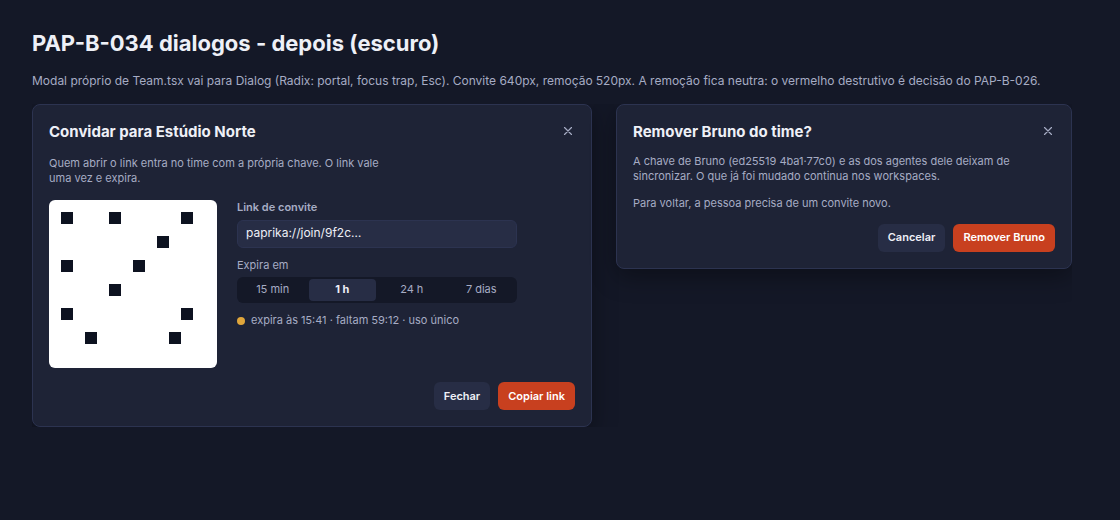 PAP-B-034 dialogos - depois (escuro)
Modal próprio de Team.tsx vai para Dialog (Radix: portal, focus trap, Esc). Convite 640px, remoção 520px. A remoção fica neutra: o vermelho destrutivo é decisão do PAP-B-026.
Convidar para Estúdio Norte
Quem abrir o link entra no time com a própria chave. O link vale
uma vez e expira.
Link de convite
paprika://join/9f2c...
Expira em
15 min 1 h 24 h 7 dias
expira às 15:41 · faltam 59:12 · uso único
Fechar Copiar link
Remover Bruno do time?
A chave de Bruno (ed25519 4ba1·77c0) e as dos agentes dele deixam de
sincronizar. O que já foi mudado continua nos workspaces.
Para voltar, a pessoa precisa de um convite novo.
Cancelar Remover Bruno